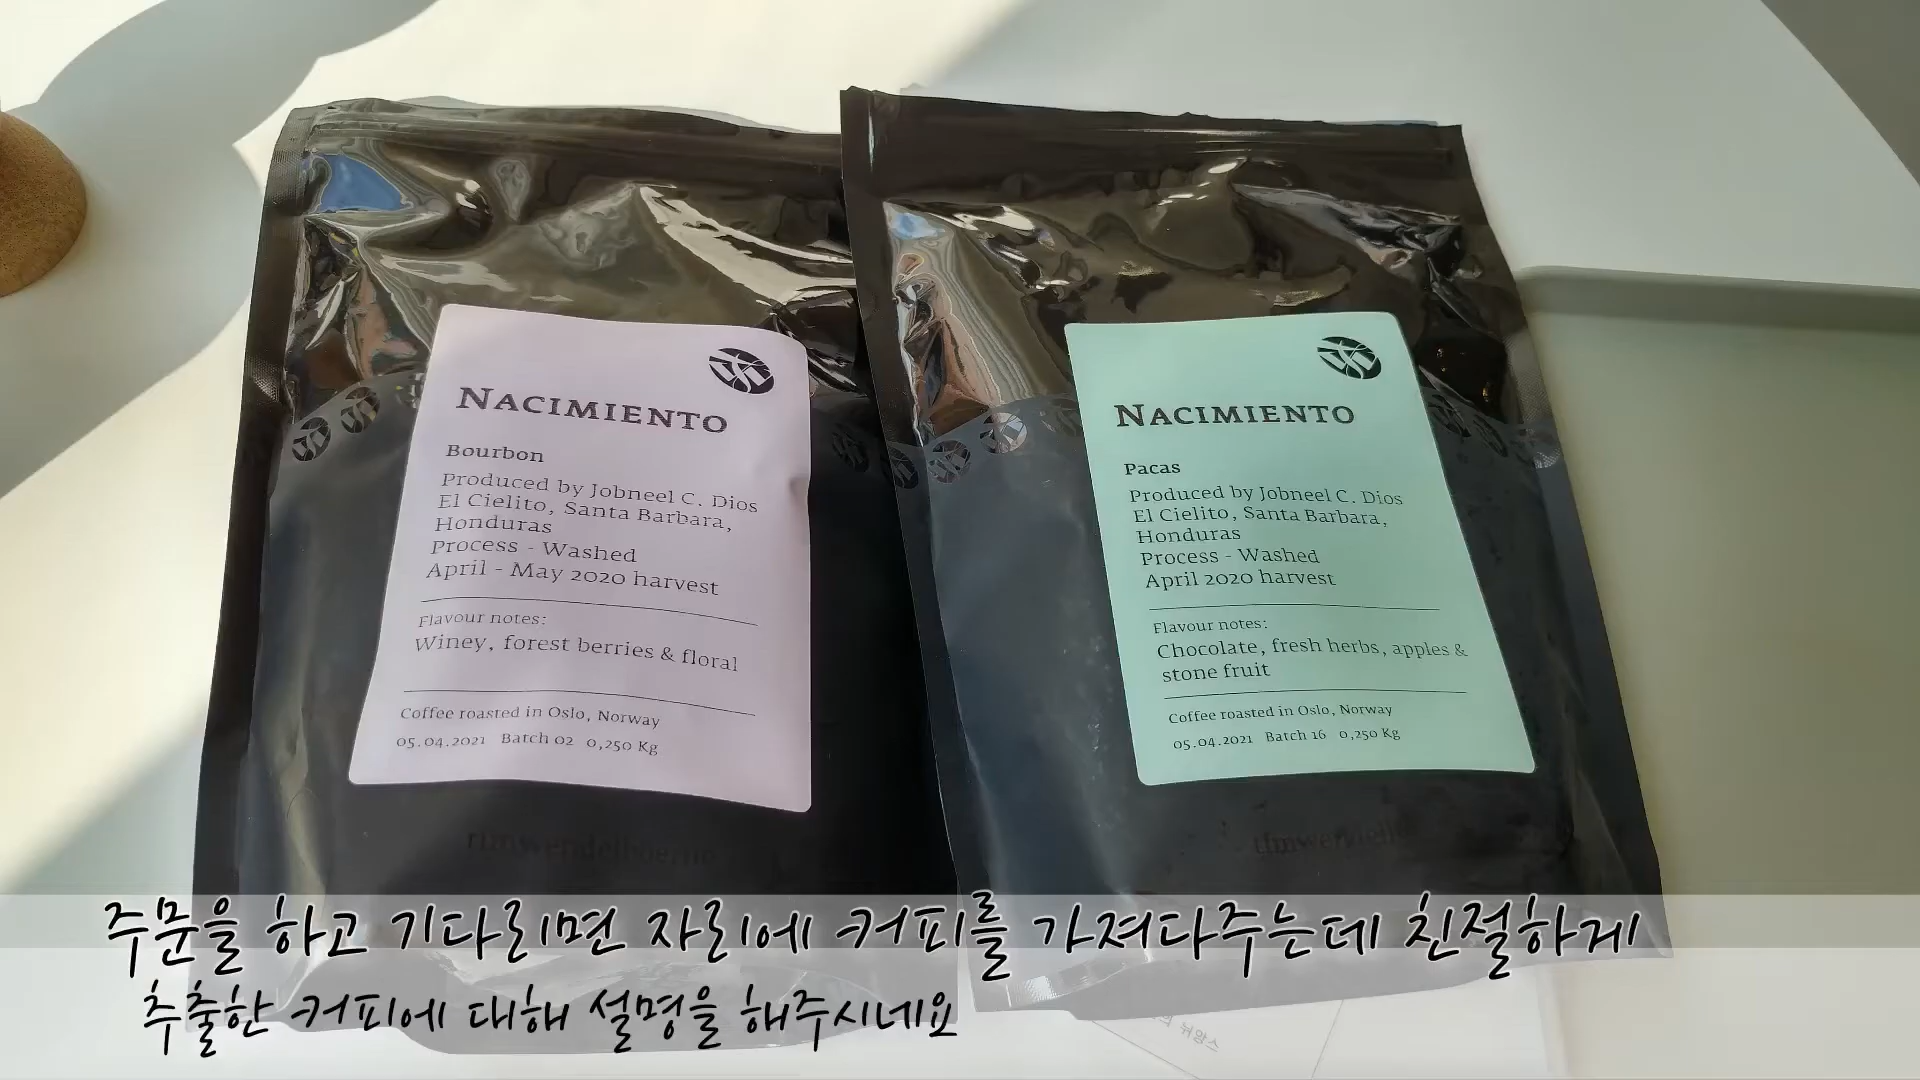 NACIMIENTO
Bourbon
Produced by Jobneel C. Dios
El Cielito, Santa Barbara,
Honduras
Process - Washed
April - May 2020 harvest
Flavour notes:
Winey, forest berries & floral
Coffee roasted in Oslo, Norway
05.04.2021 Batch 02 0,250 Kg
NACIMIENTO
Pacas
Produced by Jobneel C. Dios
El Cielito, Santa Barbara,
Honduras
Process - Washed
April 2020 harvest
Flavour notes:
Chocolate, fresh herbs, apples &
stone fruit
Coffee roasted in Oslo, Norway
05.04.2021 Batch 16 0,250 Kg
주문을 하고 기다리면 자리에 커피를 가져다주는데 친절하게
추출한 커피에 대해 설명을 해주시네요
뉘앙스